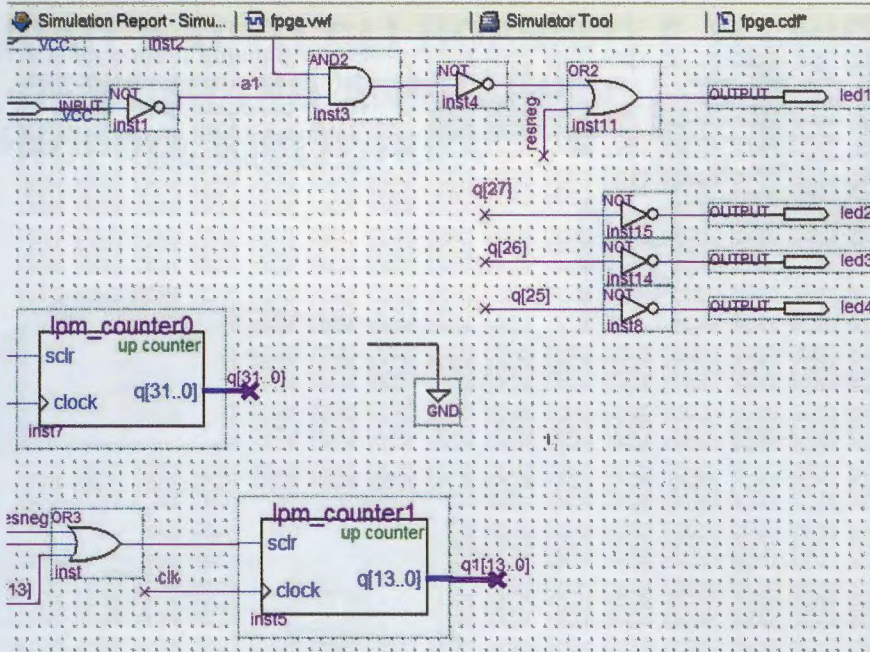 Simulation Report - Simu... fpga.vwf Simulator Tool fpga.cdf*
VCC inst2
AND2
NOT
OR2
a1
INPUT
VCC
OUTPUT led1
inst1
inst3
inst4
inst11
resneg
q[27]
NOT
OUTPUT led2
inst15
q[26]
NOT
OUTPUT led3
inst14
q[25]
NOT
OUTPUT led4
inst8
lpm_counter0
up counter
sclr
q[31..0]
q[31..0]
clock
inst7
GND
esneg OR3
lpm_counter1
up counter
sclr
inst
clk
13]
clock
q[13..0]
q1[13..0]
inst5